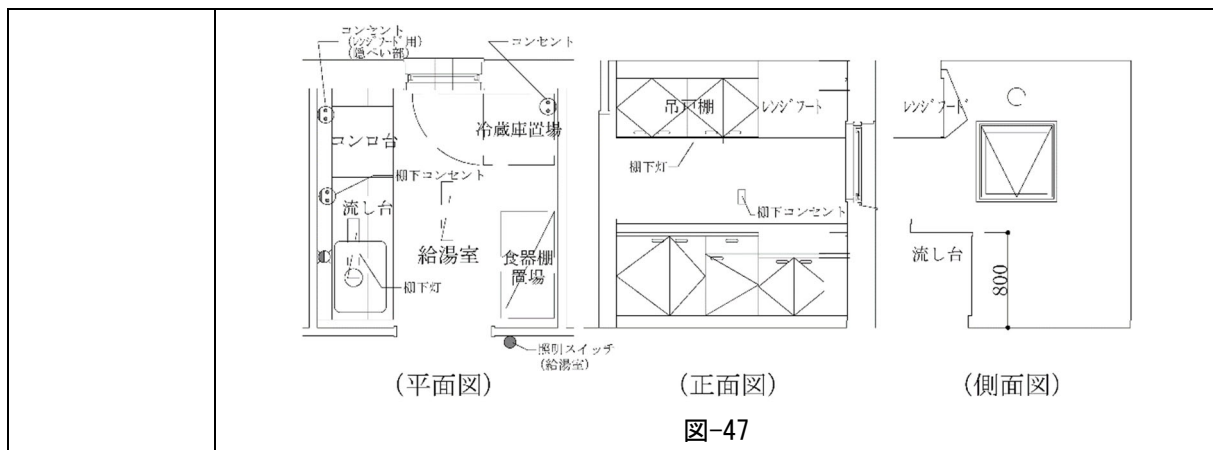 コンセント
(レンジフード用)
(隠ぺい部)
コンセント
コンロ台
冷蔵庫置場
棚下コンセント
流し台
給湯室
食器棚
置場
棚下灯
照明スイッチ
(給湯室)
(平面図)
吊戸棚
レンジフート
棚下灯
棚下コンセント
(正面図)
レンジフード
流し台
800
(側面図)
図-47